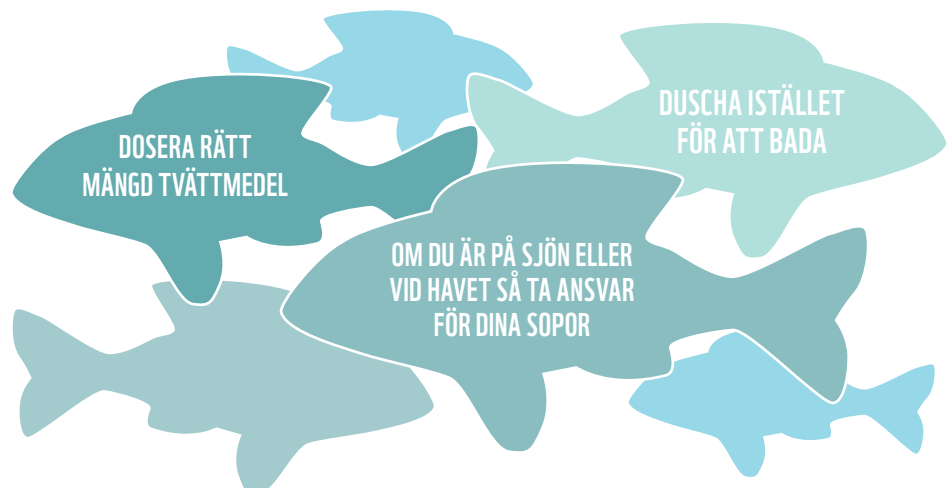 DOSERA RÄTT
MÄNGD TVÄTTMEDEL
DUSCHA ISTÄLLET
FÖR ATT BADA
OM DU ÄR PÅ SJÖN ELLER
VID HAVET SÅ TA ANSVAR
FÖR DINA SOPOR